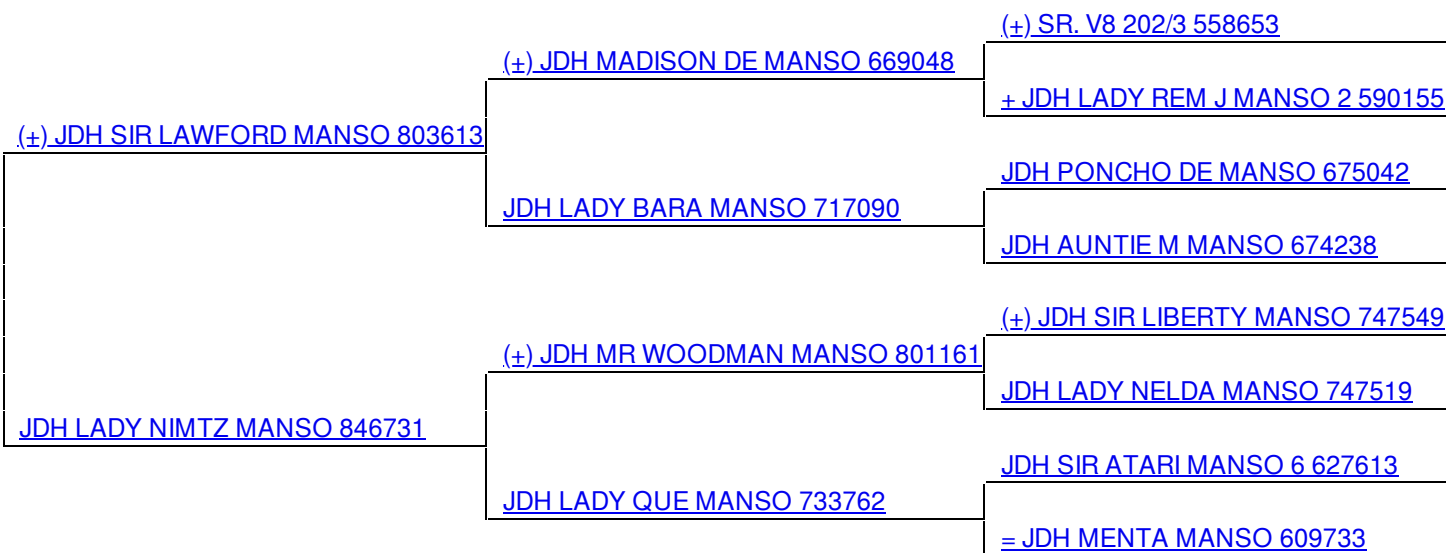 (±) SR. V8 202/3 558653
(±) JDH MADISON DE MANSO 669048
+ JDH LADY REM J MANSO 2 590155
(±) JDH SIR LAWFORD MANSO 803613
JDH PONCHO DE MANSO 675042
JDH LADY BARA MANSO 717090
JDH AUNTIE M MANSO 674238
(±) JDH SIR LIBERTY MANSO 747549
(±) JDH MR WOODMAN MANSO 801161
JDH LADY NELDA MANSO 747519
JDH LADY NIMTZ MANSO 846731
JDH SIR ATARI MANSO 6 627613
JDH LADY QUE MANSO 733762
= JDH MENTA MANSO 609733